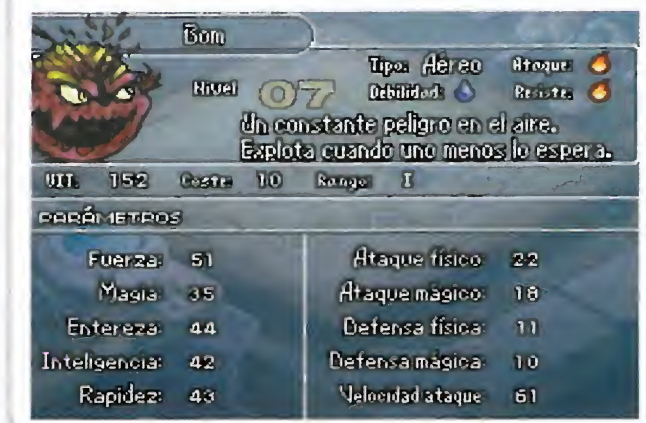 Bom
Tipo: Aéreo Ataque:
Nivel 07 Debilidad: Resiste:
Un constante peligro en el aire.
Explota cuando uno menos lo espera.
VIT. 152 Coste: 10 Rango: I
PARÁMETROS
Fuerza: 51 Ataque físico: 22
Magia: 35 Ataque mágico: 18
Entereza: 44 Defensa física: 11
Inteligencia: 42 Defensa mágica: 10
Rapidez: 43 Velocidad ataque 61